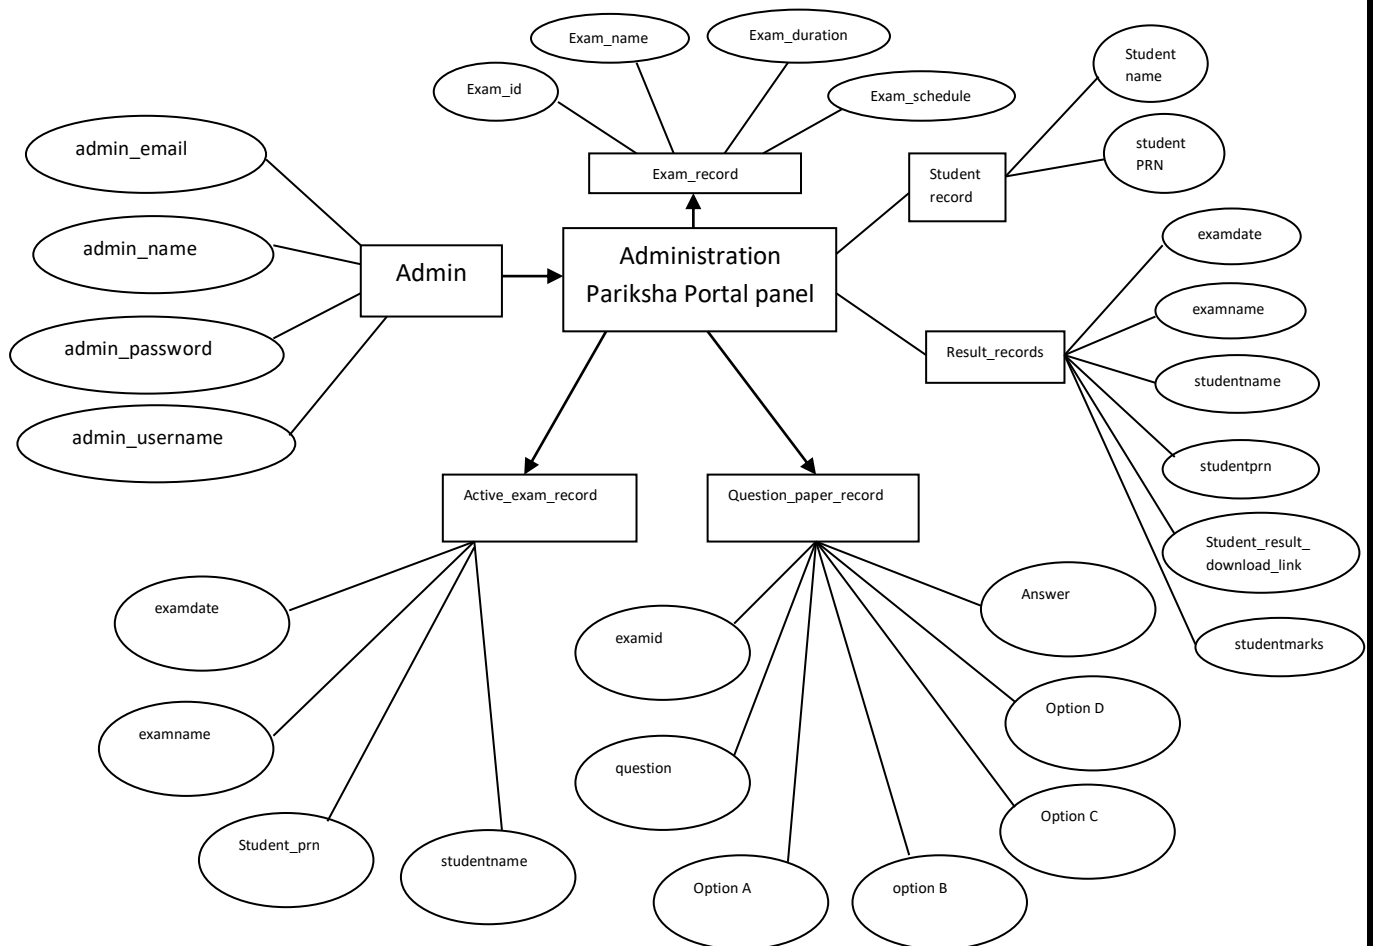 Exam_name
Exam_duration
Student
name
Exam_id
Exam_schedule
admin_email
student
PRN
Exam_record
Student
record
admin_name
Admin
Administration
Pariksha Portal panel
examdate
examname
admin_password
Result_records
studentname
admin_username
studentprn
Active_exam_record
Question_paper_record
Student_result_
download_link
examdate
examid
Answer
studentmarks
examname
question
Option D
Option C
Student_prn
studentname
Option A
option B